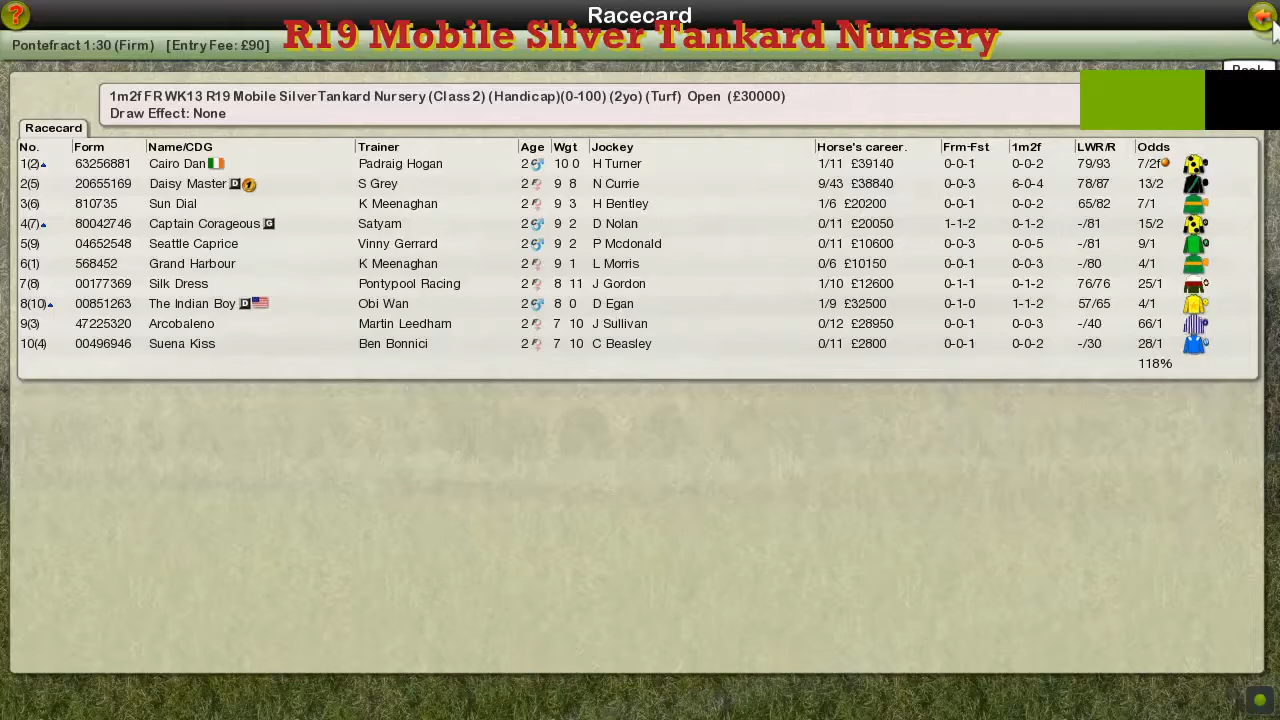 Racecard
R19 Mobile Sliver Tankard Nursery
Pontefract 1:30 (Firm) [Entry Fee: £90]
1m2f FR WK13 R19 Mobile SilverTankard Nursery (Class 2) (Handicap)(0-100) (2yo) (Turf) Open (£30000)
Draw Effect: None
Racecard
No. Form Name/CDG Trainer Age Wgt Jockey Horse's career. Frm-Fst 1m2f LWR/R Odds
1(2) 63256881 Cairo Dan Padraig Hogan 2 10 0 H Turner 1/11 £39140 0-0-1 0-0-2 79/93 7/2f
2(5) 20655169 Daisy Master D 1 S Grey 2 9 8 N Currie 9/43 £38840 0-0-3 6-0-4 78/87 13/2
3(6) 810735 Sun Dial K Meenaghan 2 9 3 H Bentley 1/6 £20200 0-0-1 0-0-2 65/82 7/1
4(7) 80042746 Captain Corageous G Satyam 2 9 2 D Nolan 0/11 £20050 1-1-2 0-1-2 -/81 15/2
5(9) 04652548 Seattle Caprice Vinny Gerrard 2 9 2 P Mcdonald 0/11 £10600 0-0-3 0-0-5 -/81 9/1
6(1) 568452 Grand Harbour K Meenaghan 2 9 1 L Morris 0/6 £10150 0-0-1 0-0-3 -/80 4/1
7(8) 00177369 Silk Dress Pontypool Racing 2 8 11 J Gordon 1/10 £12600 0-1-1 0-1-2 76/76 25/1
8(10) 00851263 The Indian Boy D Obi Wan 2 8 0 D Egan 1/9 £32500 0-1-0 1-1-2 57/65 4/1
9(3) 47225320 Arcobaleno Martin Leedham 2 7 10 J Sullivan 0/12 £28950 0-0-1 0-0-3 -/40 66/1
10(4) 00496946 Suena Kiss Ben Bonnici 2 7 10 C Beasley 0/11 £2800 0-0-1 0-0-2 -/30 28/1
118%